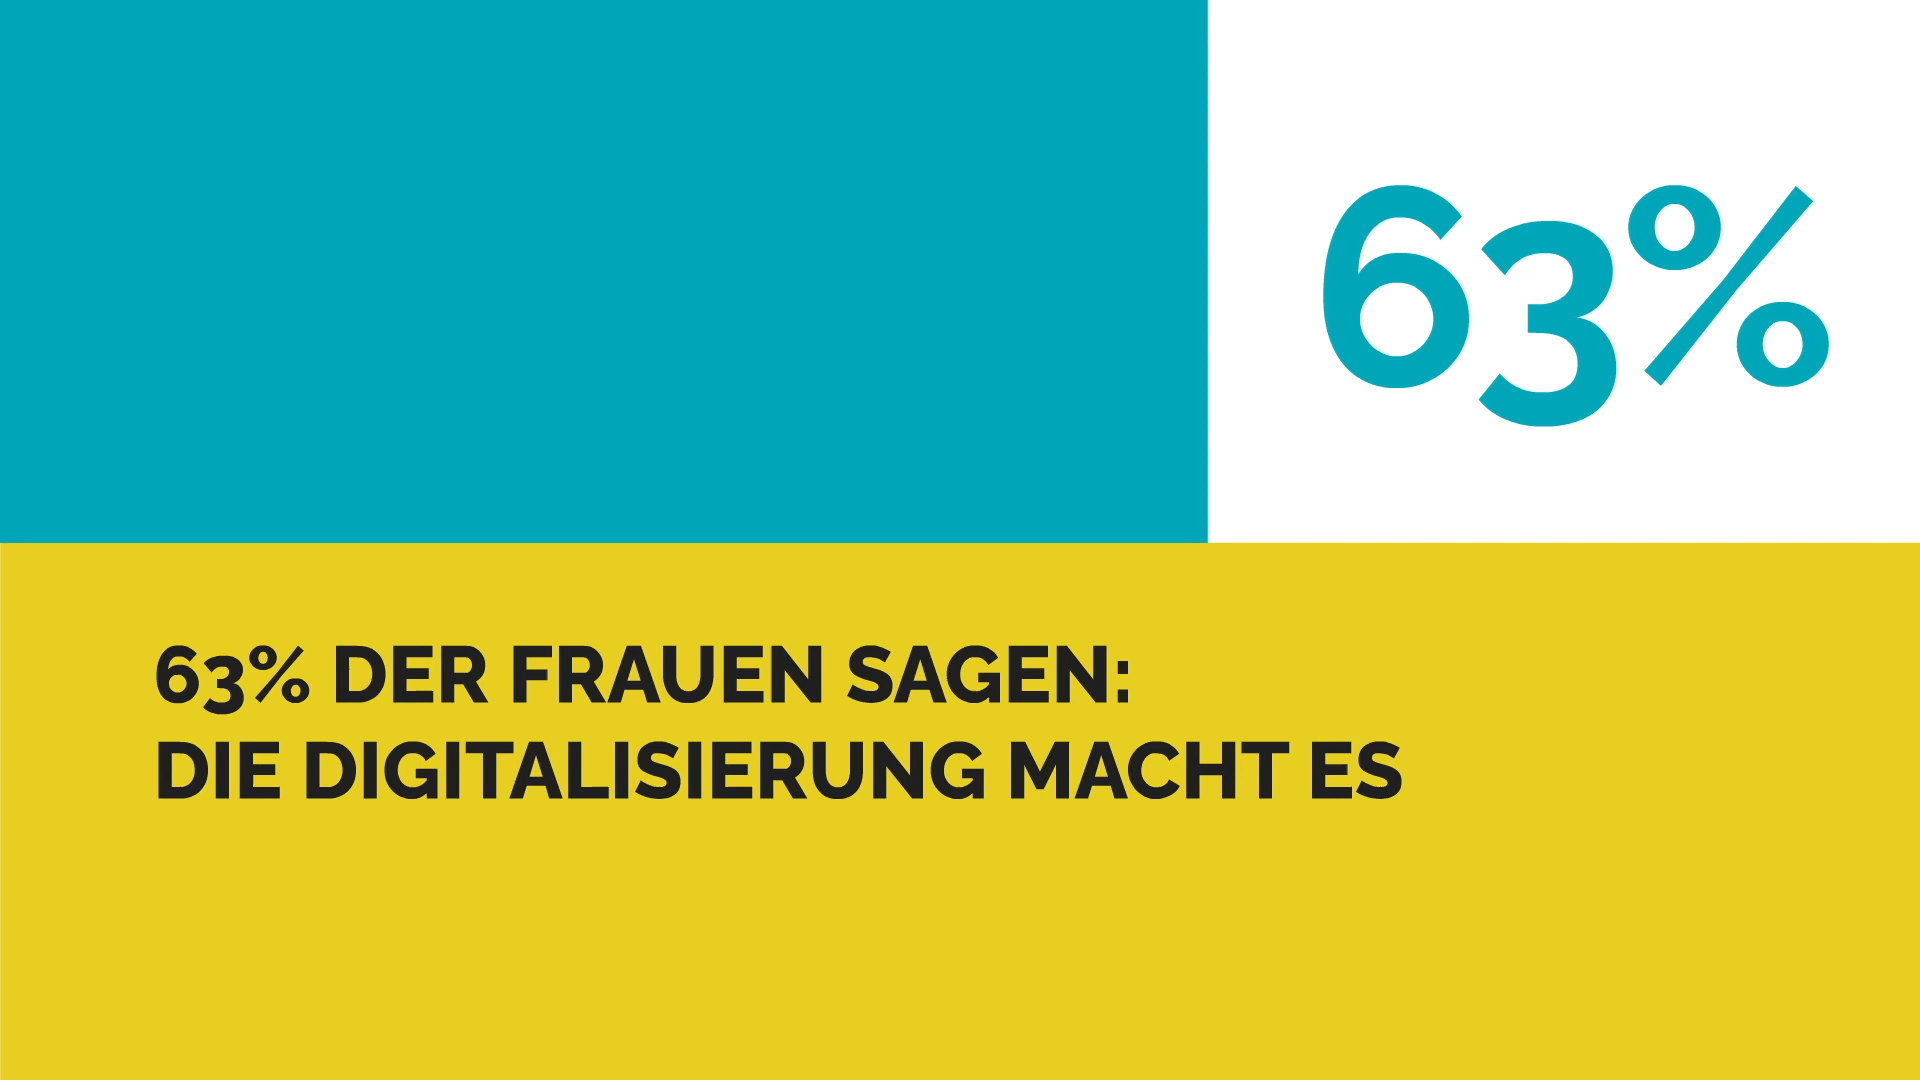 63%
63% DER FRAUEN SAGEN:
DIE DIGITALISIERUNG MACHT ES